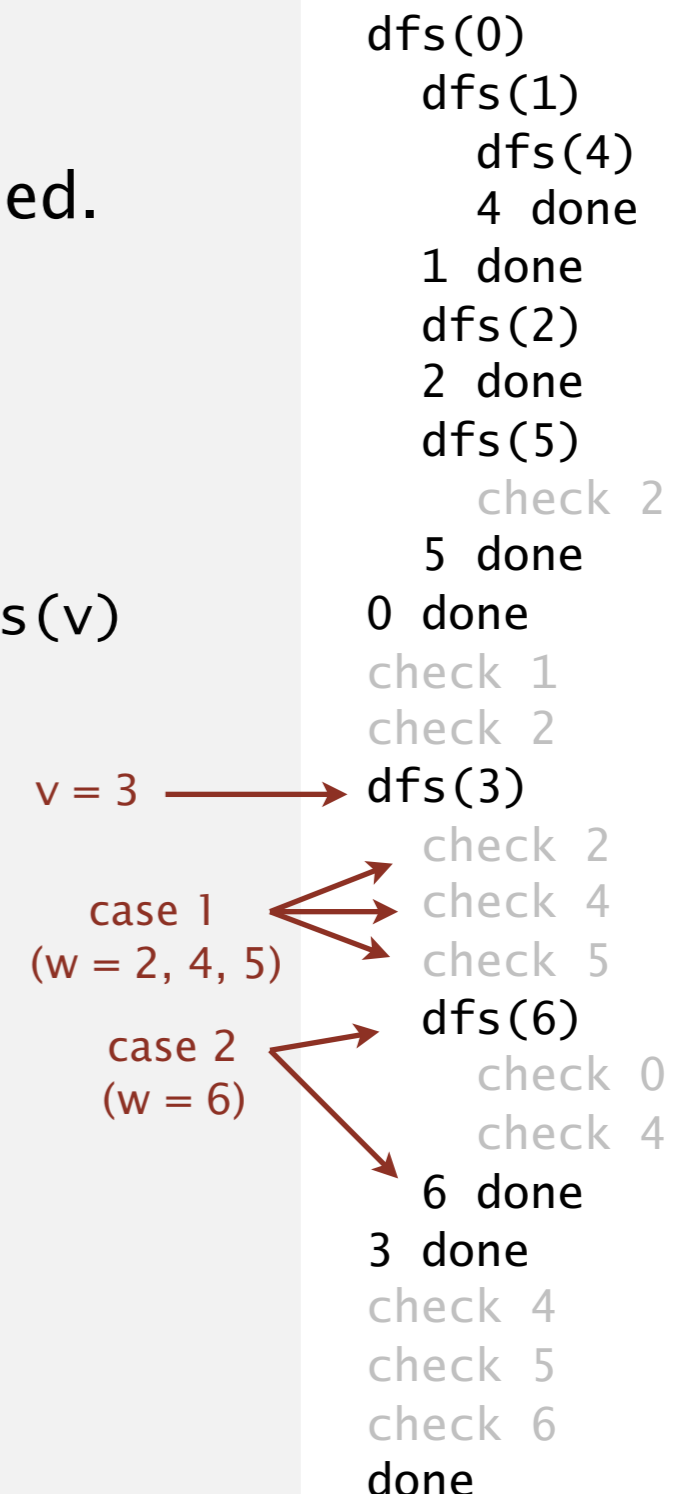 ed.
s(v)
v = 3
case 1
(w = 2, 4, 5)
case 2
(w = 6)
dfs(0)
dfs(1)
dfs(4)
4 done
1 done
dfs(2)
2 done
dfs(5)
check 2
5 done
0 done
check 1
check 2
dfs(3)
check 2
check 4
check 5
dfs(6)
check 0
check 4
6 done
3 done
check 4
check 5
check 6
done